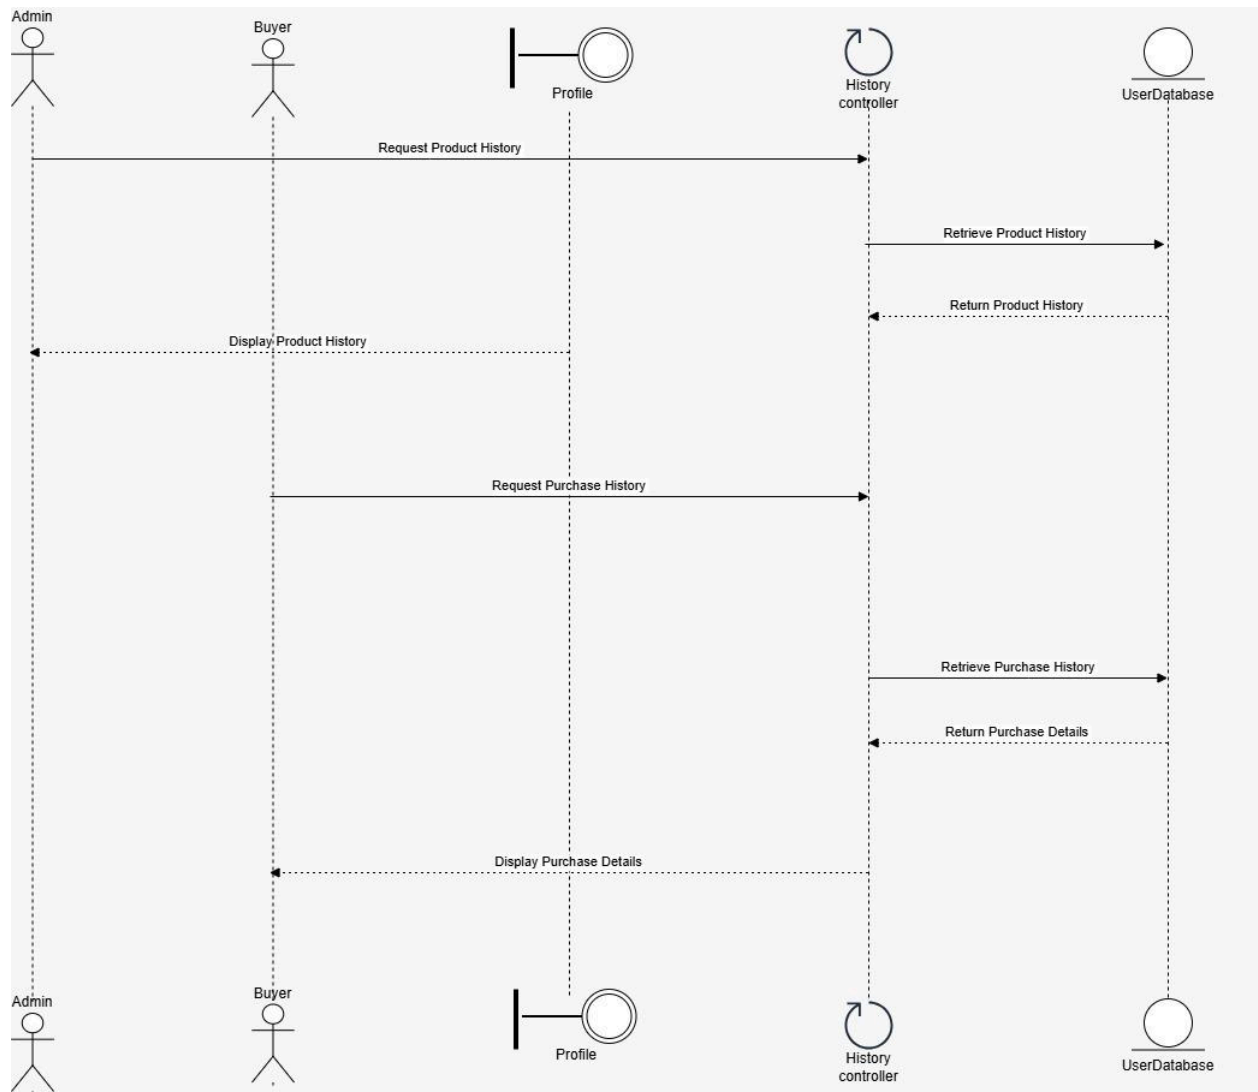 Admin
Buyer
Profile
History
controller
UserDatabase
Request Product History
Retrieve Product History
Return Product History
Display Product History
Request Purchase History
Retrieve Purchase History
Return Purchase Details
Display Purchase Details
Admin
Buyer
Profile
History
controller
UserDatabase